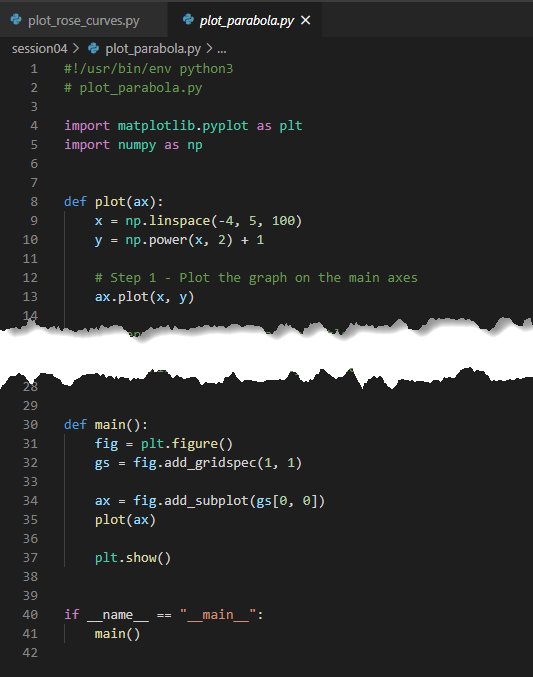 plot_rose_curves.py plot_parabola.py ×
session04 > plot_parabola.py > ...
1 #!/usr/bin/env python3
2 # plot_parabola.py
3
4 import matplotlib.pyplot as plt
5 import numpy as np
6
7
8 def plot(ax):
9 x = np.linspace(-4, 5, 100)
10 y = np.power(x, 2) + 1
11
12 # Step 1 - Plot the graph on the main axes
13 ax.plot(x, y)
14
28
29
30 def main():
31 fig = plt.figure()
32 gs = fig.add_gridspec(1, 1)
33
34 ax = fig.add_subplot(gs[0, 0])
35 plot(ax)
36
37 plt.show()
38
39
40 if __name__ == "__main__":
41 main()
42